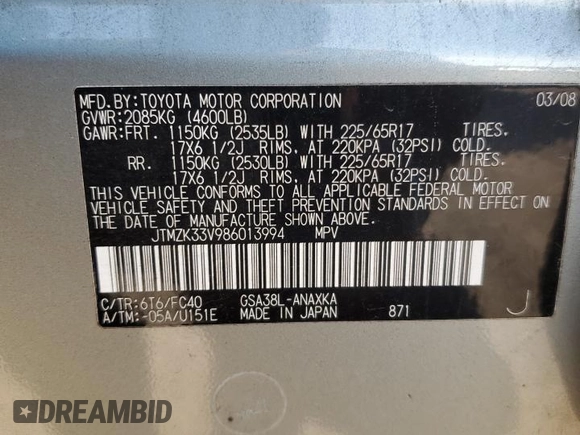 MFD.BY:TOYOTA MOTOR CORPORATION 03/08
GVWR:2085KG (4600LB)
GAWR:FRT. 1150KG (2535LB) WITH 225/65R17 TIRES.
17X6 1/2J RIMS, AT 220KPA (32PSI) COLD.
RR. 1150KG (2530LB) WITH 225/65R17 TIRES.
17X6 1/2J RIMS, AT 220KPA (32PSI) COLD.
THIS VEHICLE CONFORMS TO ALL APPLICABLE FEDERAL MOTOR
VEHICLE SAFETY AND THEFT PREVENTION STANDARDS IN EFFECT ON
THE DATE OF MANUFACTURE SHOWN ABOVE.
JTMZK33V986013994 MPV
C/TR:6T6/FC40 GSA38L-ANAXKA
A/TM:-05A/U151E MADE IN JAPAN 871
J
DREAMBID